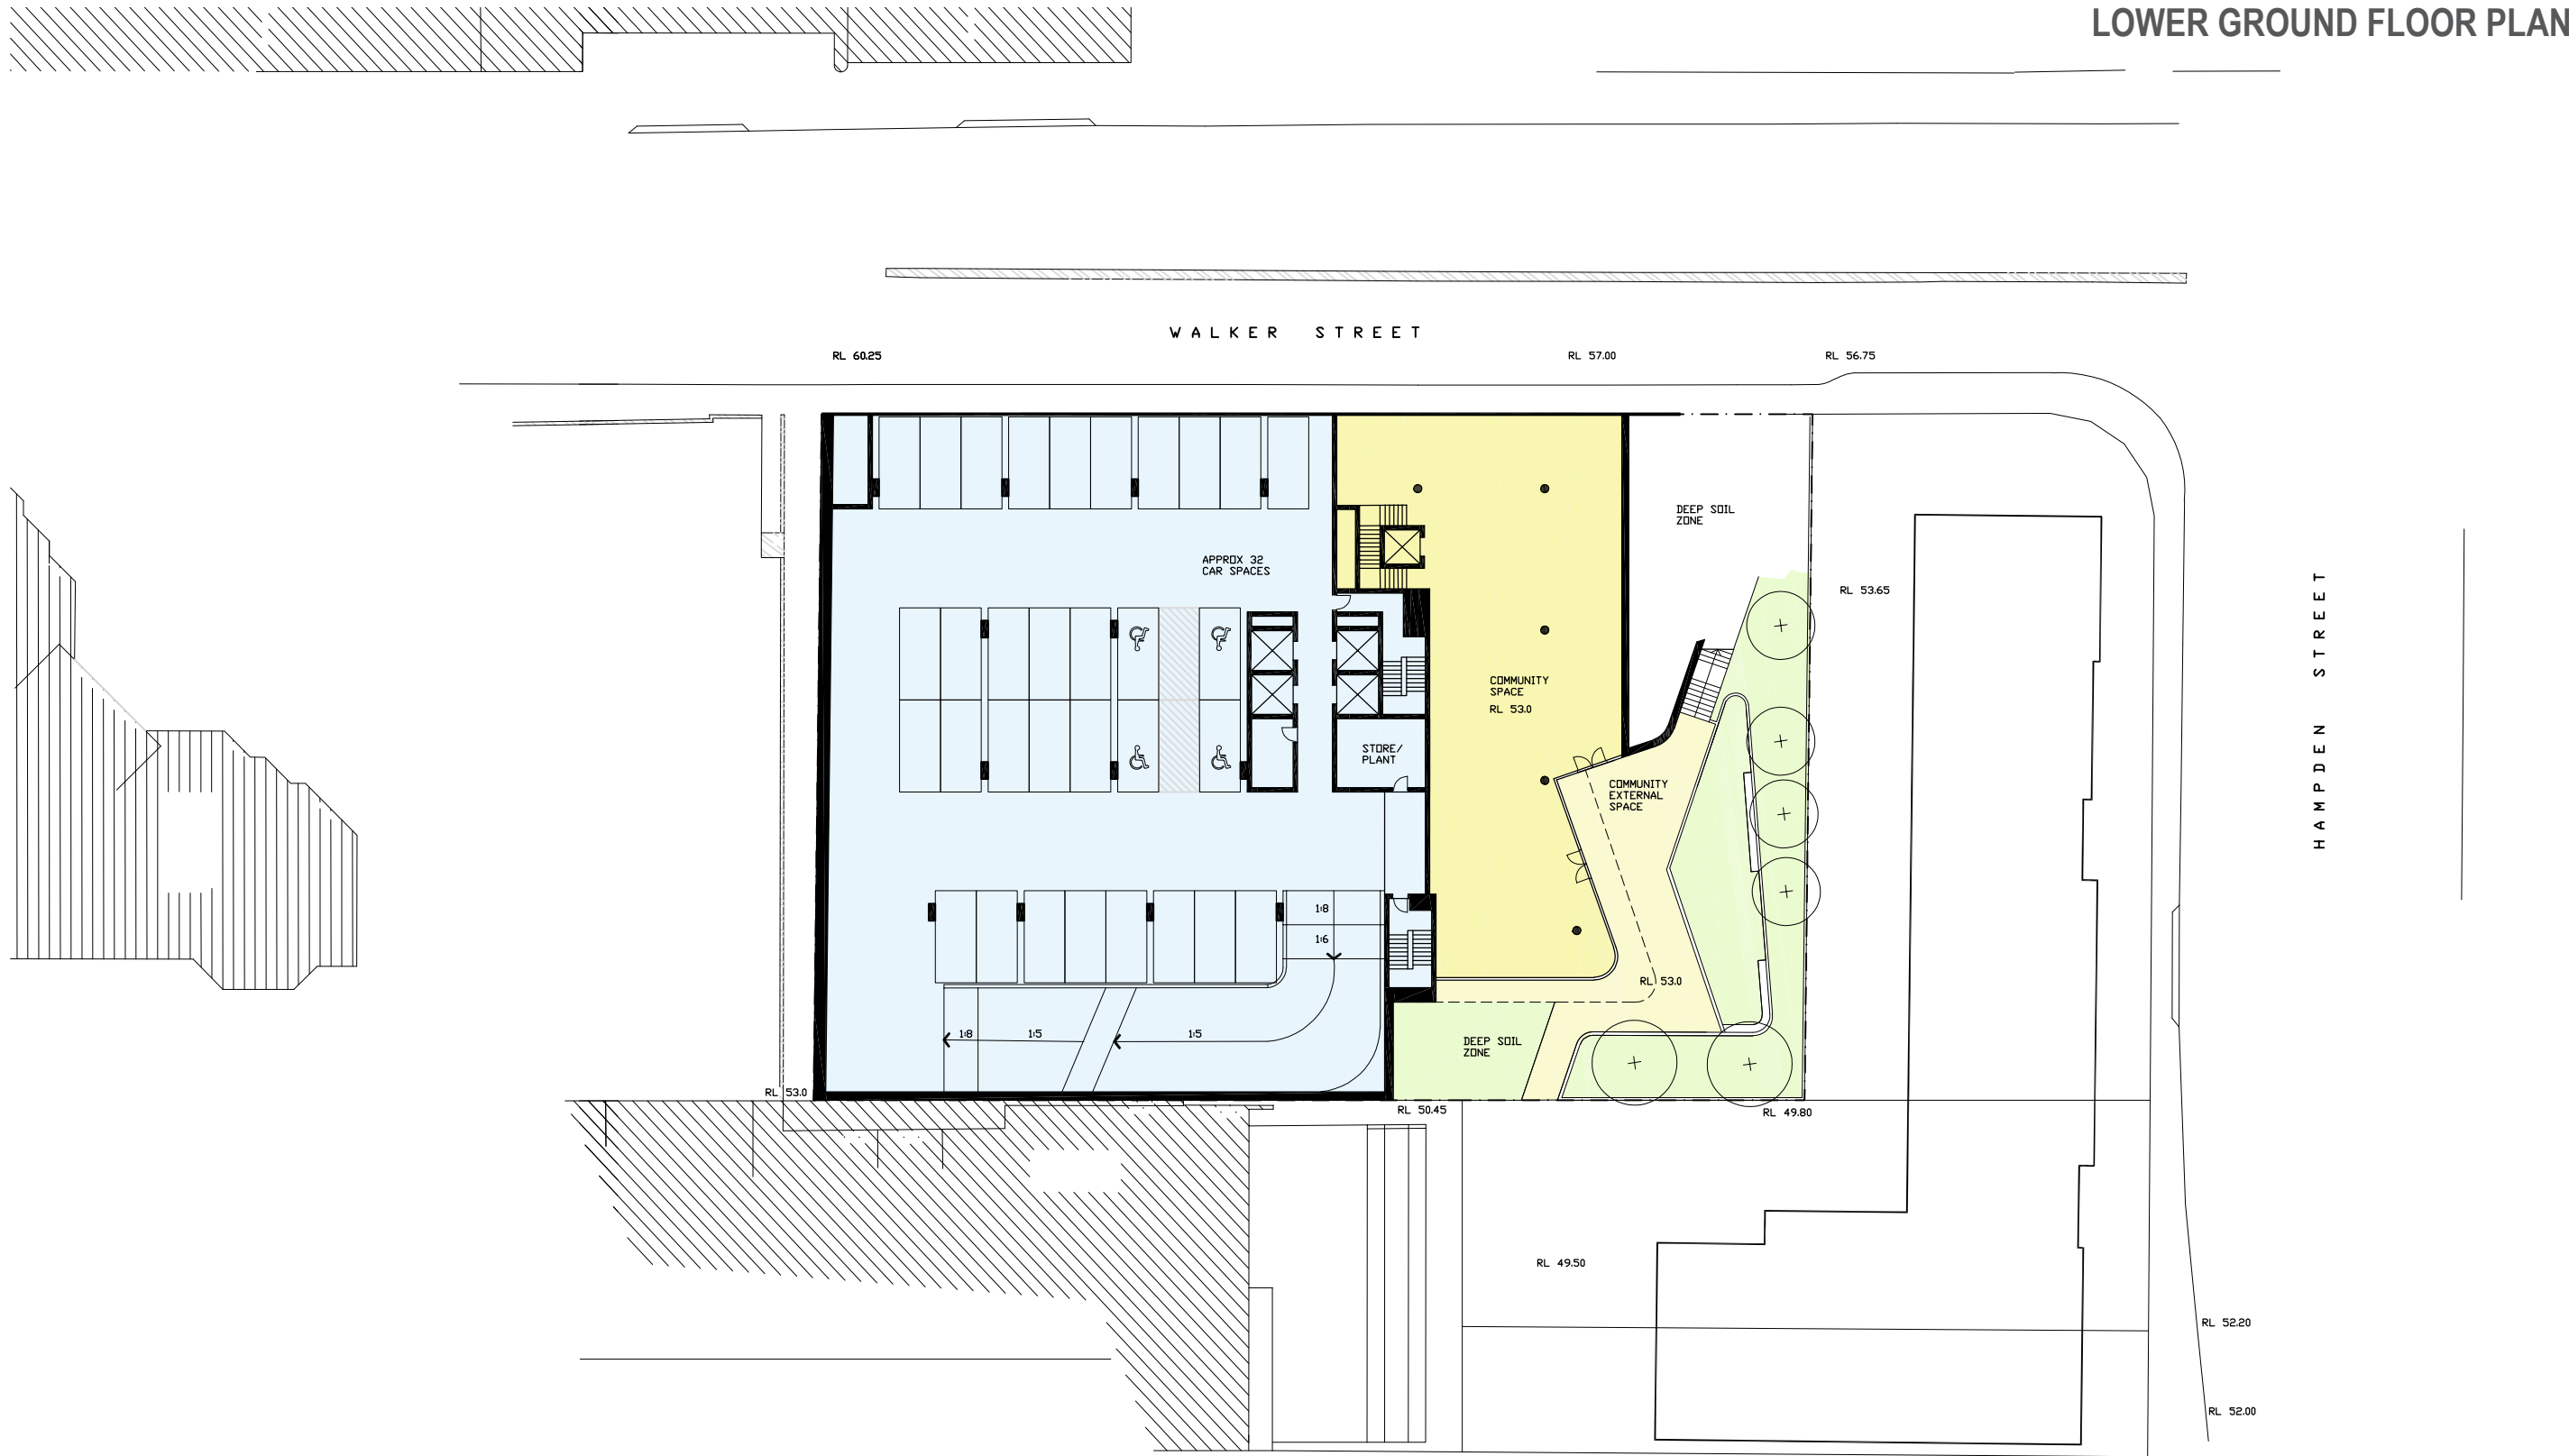 LOWER GROUND FLOOR PLAN
WALKER STREET
RL 60.25
RL 57.00
RL 56.75
DEEP SOIL
ZONE
APPROX 32
CAR SPACES
RL 53.65
HAMPDEN STREET
COMMUNITY
SPACE
RL 53.0
STORE/
PLANT
COMMUNITY
EXTERNAL
SPACE
1:8
1:6
RL 53.0
1:8
1:5
1:5
DEEP SOIL
ZONE
RL 53.0
RL 50.45
RL 49.80
RL 49.50
RL 52.20
RL 52.00